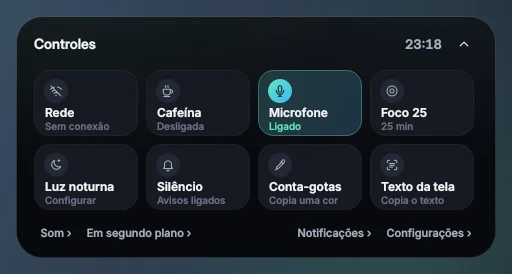 Controles 23:18
Rede Cafeína Microfone Foco 25
Sem conexão Desligada Ligado 25 min
Luz noturna Silêncio Conta-gotas Texto da tela
Configurar Avisos ligados Copia uma cor Copia o texto
Som › Em segundo plano › Notificações › Configurações ›